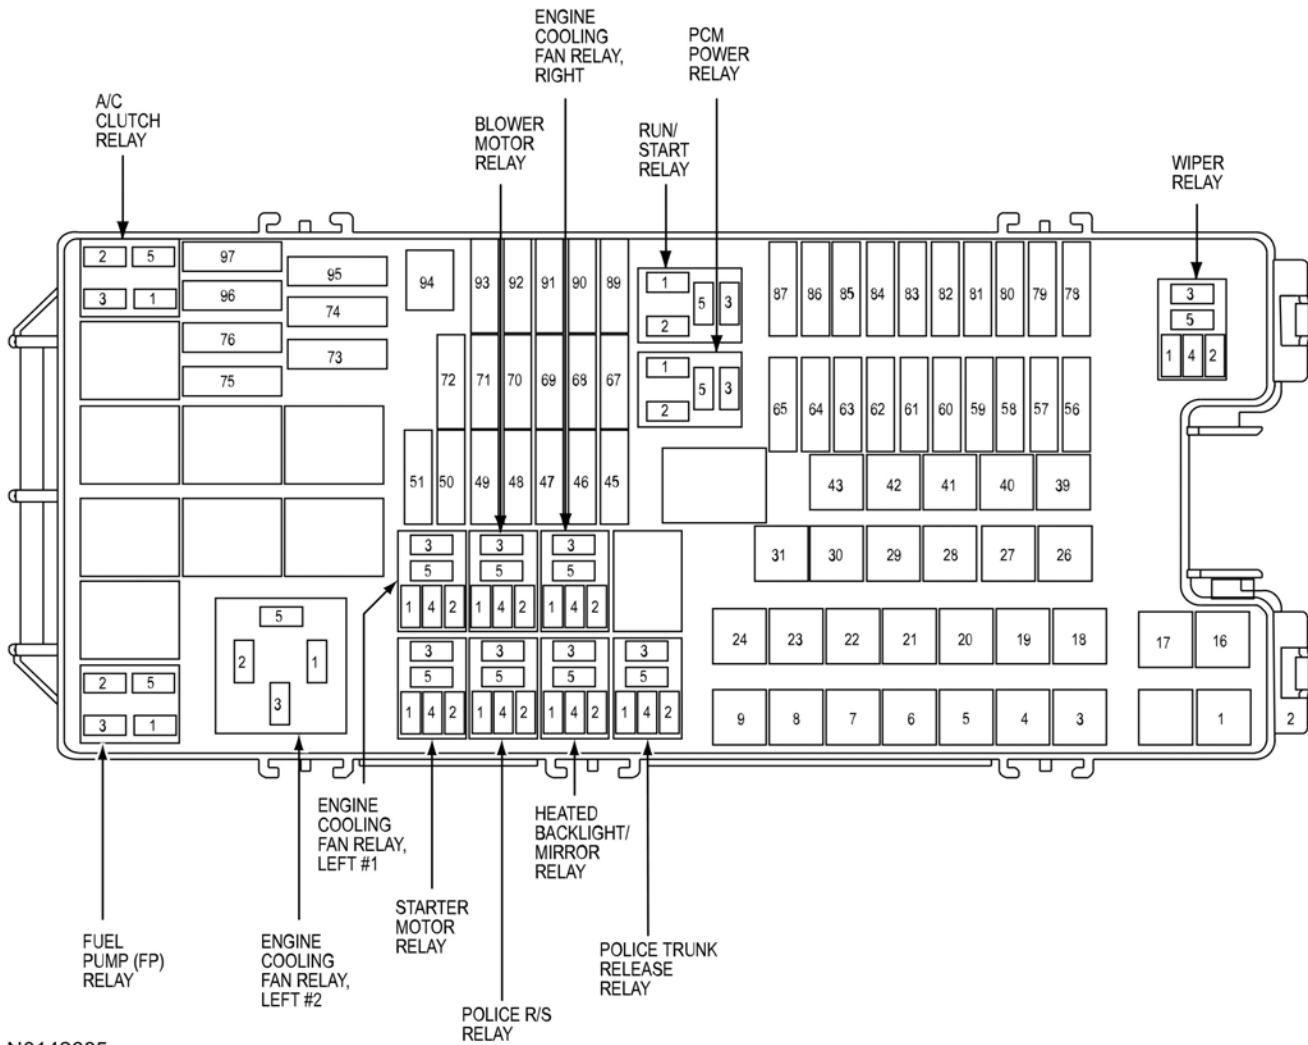 ENGINE
COOLING
FAN RELAY,
RIGHT
PCM
POWER
RELAY
A/C
CLUTCH
RELAY
BLOWER
MOTOR
RELAY
RUN/
START
RELAY
WIPER
RELAY
2 5
3 1
97
96
76
75
95
74
73
94
93 92 91 90 89
72 71 70 69 68 67
51 50 49 48 47 46 45
1
2
5 3
1
2
5 3
87 86 85 84 83 82 81 80 79 78
65 64 63 62 61 60 59 58 57 56
43 42 41 40 39
31 30 29 28 27 26
24 23 22 21 20 19 18 17 16
9 8 7 6 5 4 3 1 2
3
5
1 4 2
3
5
1 4 2
3
5
1 4 2
3
5
1 4 2
3
5
1 4 2
3
5
1 4 2
3
5
1 4 2
3
5
1 4 2
5
2 1
3
2 5
3 1
ENGINE
COOLING
FAN RELAY,
LEFT #1
HEATED
BACKLIGHT/
MIRROR
RELAY
STARTER
MOTOR
RELAY
FUEL
PUMP (FP)
RELAY
ENGINE
COOLING
FAN RELAY,
LEFT #2
POLICE TRUNK
RELEASE
RELAY
POLICE R/S
RELAY